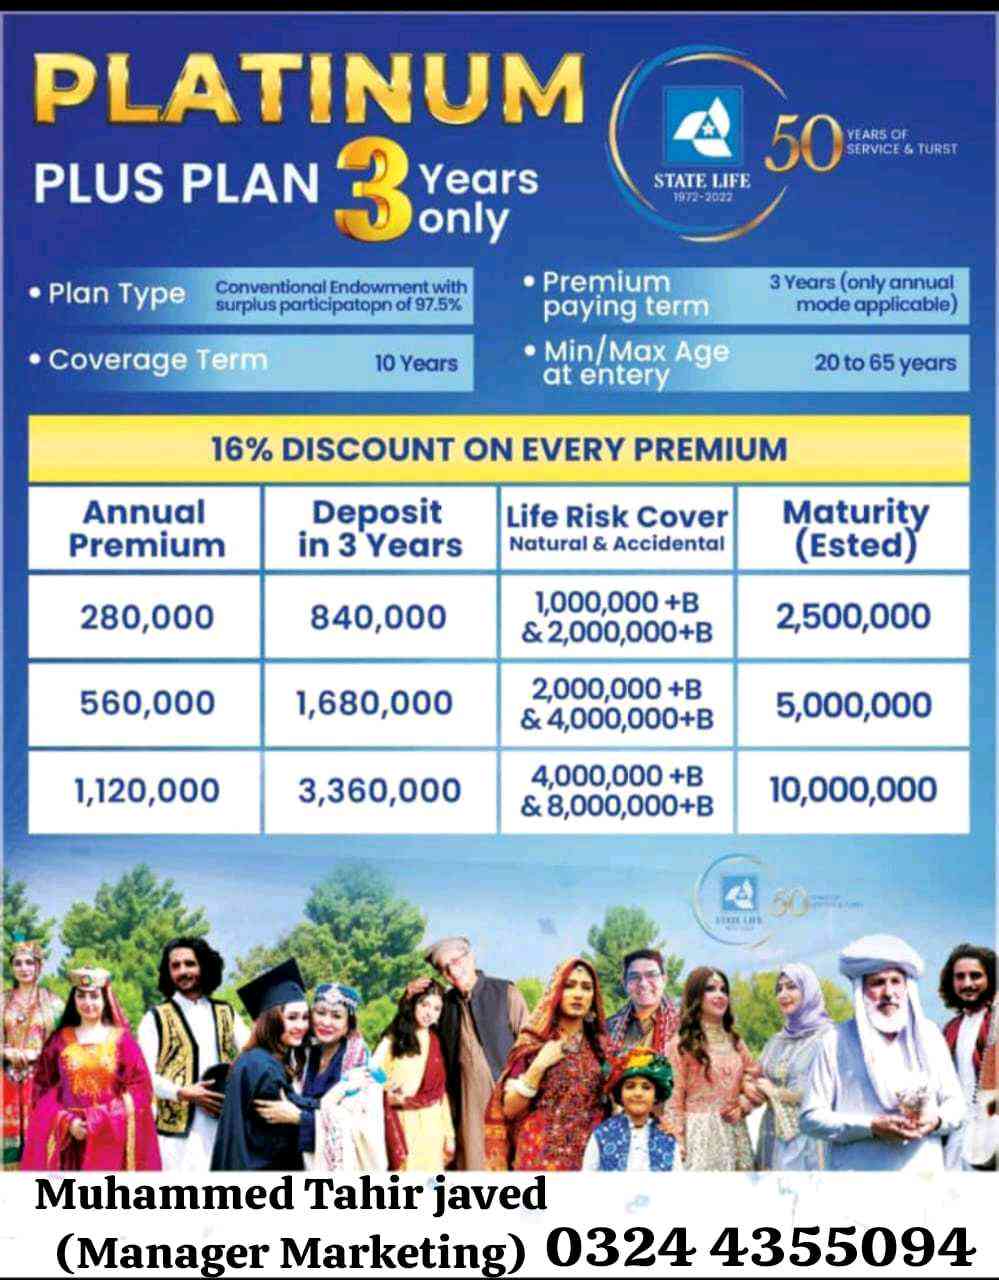 PLATINUM
PLUS PLAN 3 Years
only
STATE LIFE
1972-2022
50 YEARS OF
SERVICE & TURST
• Plan Type
Conventional Endowment with
surplus participatopn of 97.5%
• Premium
paying term
3 Years (only annual
mode applicable)
• Coverage Term
10 Years
• Min/Max Age
at entery
20 to 65 years
16% DISCOUNT ON EVERY PREMIUM
Annual
Premium
Deposit
in 3 Years
Life Risk Cover
Natural & Accidental
Maturity
(Ested)
280,000
840,000
1,000,000 +B
& 2,000,000+B
2,500,000
560,000
1,680,000
2,000,000 +B
& 4,000,000+B
5,000,000
1,120,000
3,360,000
4,000,000 +B
& 8,000,000+B
10,000,000
STATE LIFE
50
Muhammed Tahir javed
(Manager Marketing) 0324 4355094